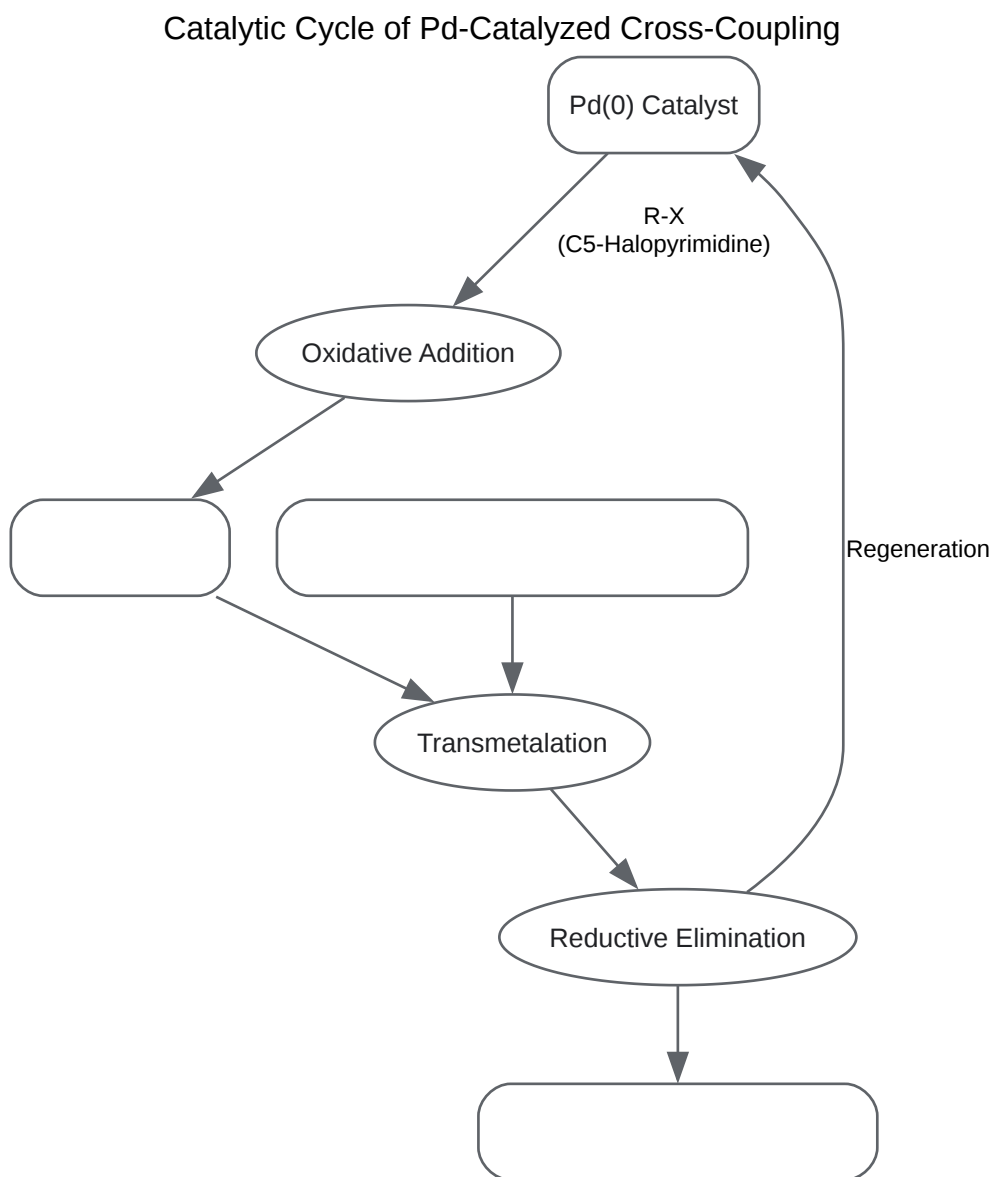 Catalytic Cycle of Pd-Catalyzed Cross-Coupling
Pd(0) Catalyst
R-X
(C5-Halopyrimidine)
Oxidative Addition
Regeneration
Transmetalation
Reductive Elimination